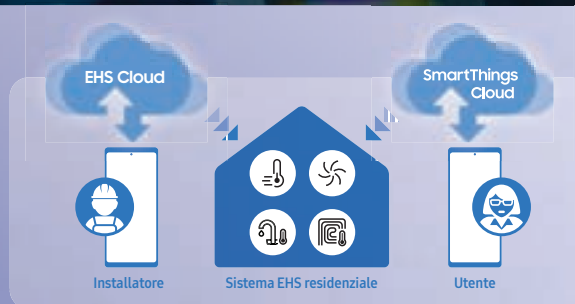 EHS Cloud
SmartThings
Cloud
Installatore
Sistema EHS residenziale
Utente